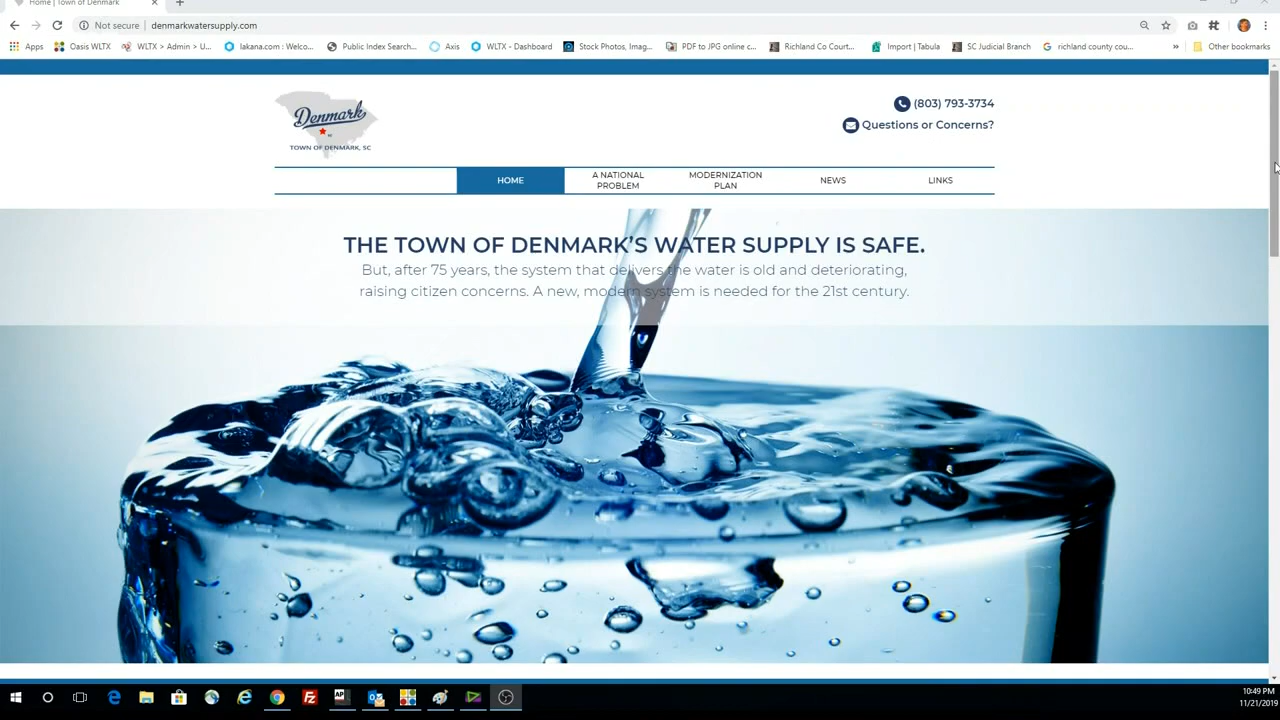 Home | Town of Denmark
Not secure | denmarkwatersupply.com
Apps
Oasis WLTX
WLTX > Admin > U...
lakana.com : Welco...
Public Index Search...
Axis
WLTX - Dashboard
Stock Photos, Imag...
PDF to JPG online c...
Richland Co Court...
Import | Tabula
SC Judicial Branch
richland county cou...
»
Other bookmarks
Denmark
SC
TOWN OF DENMARK, SC
(803) 793-3734
Questions or Concerns?
HOME
A NATIONAL
PROBLEM
MODERNIZATION
PLAN
NEWS
LINKS
THE TOWN OF DENMARK’S WATER SUPPLY IS SAFE.
But, after 75 years, the system that delivers the water is old and deteriorating,
raising citizen concerns. A new, modern system is needed for the 21st century.
AP
10:49 PM
11/21/2019